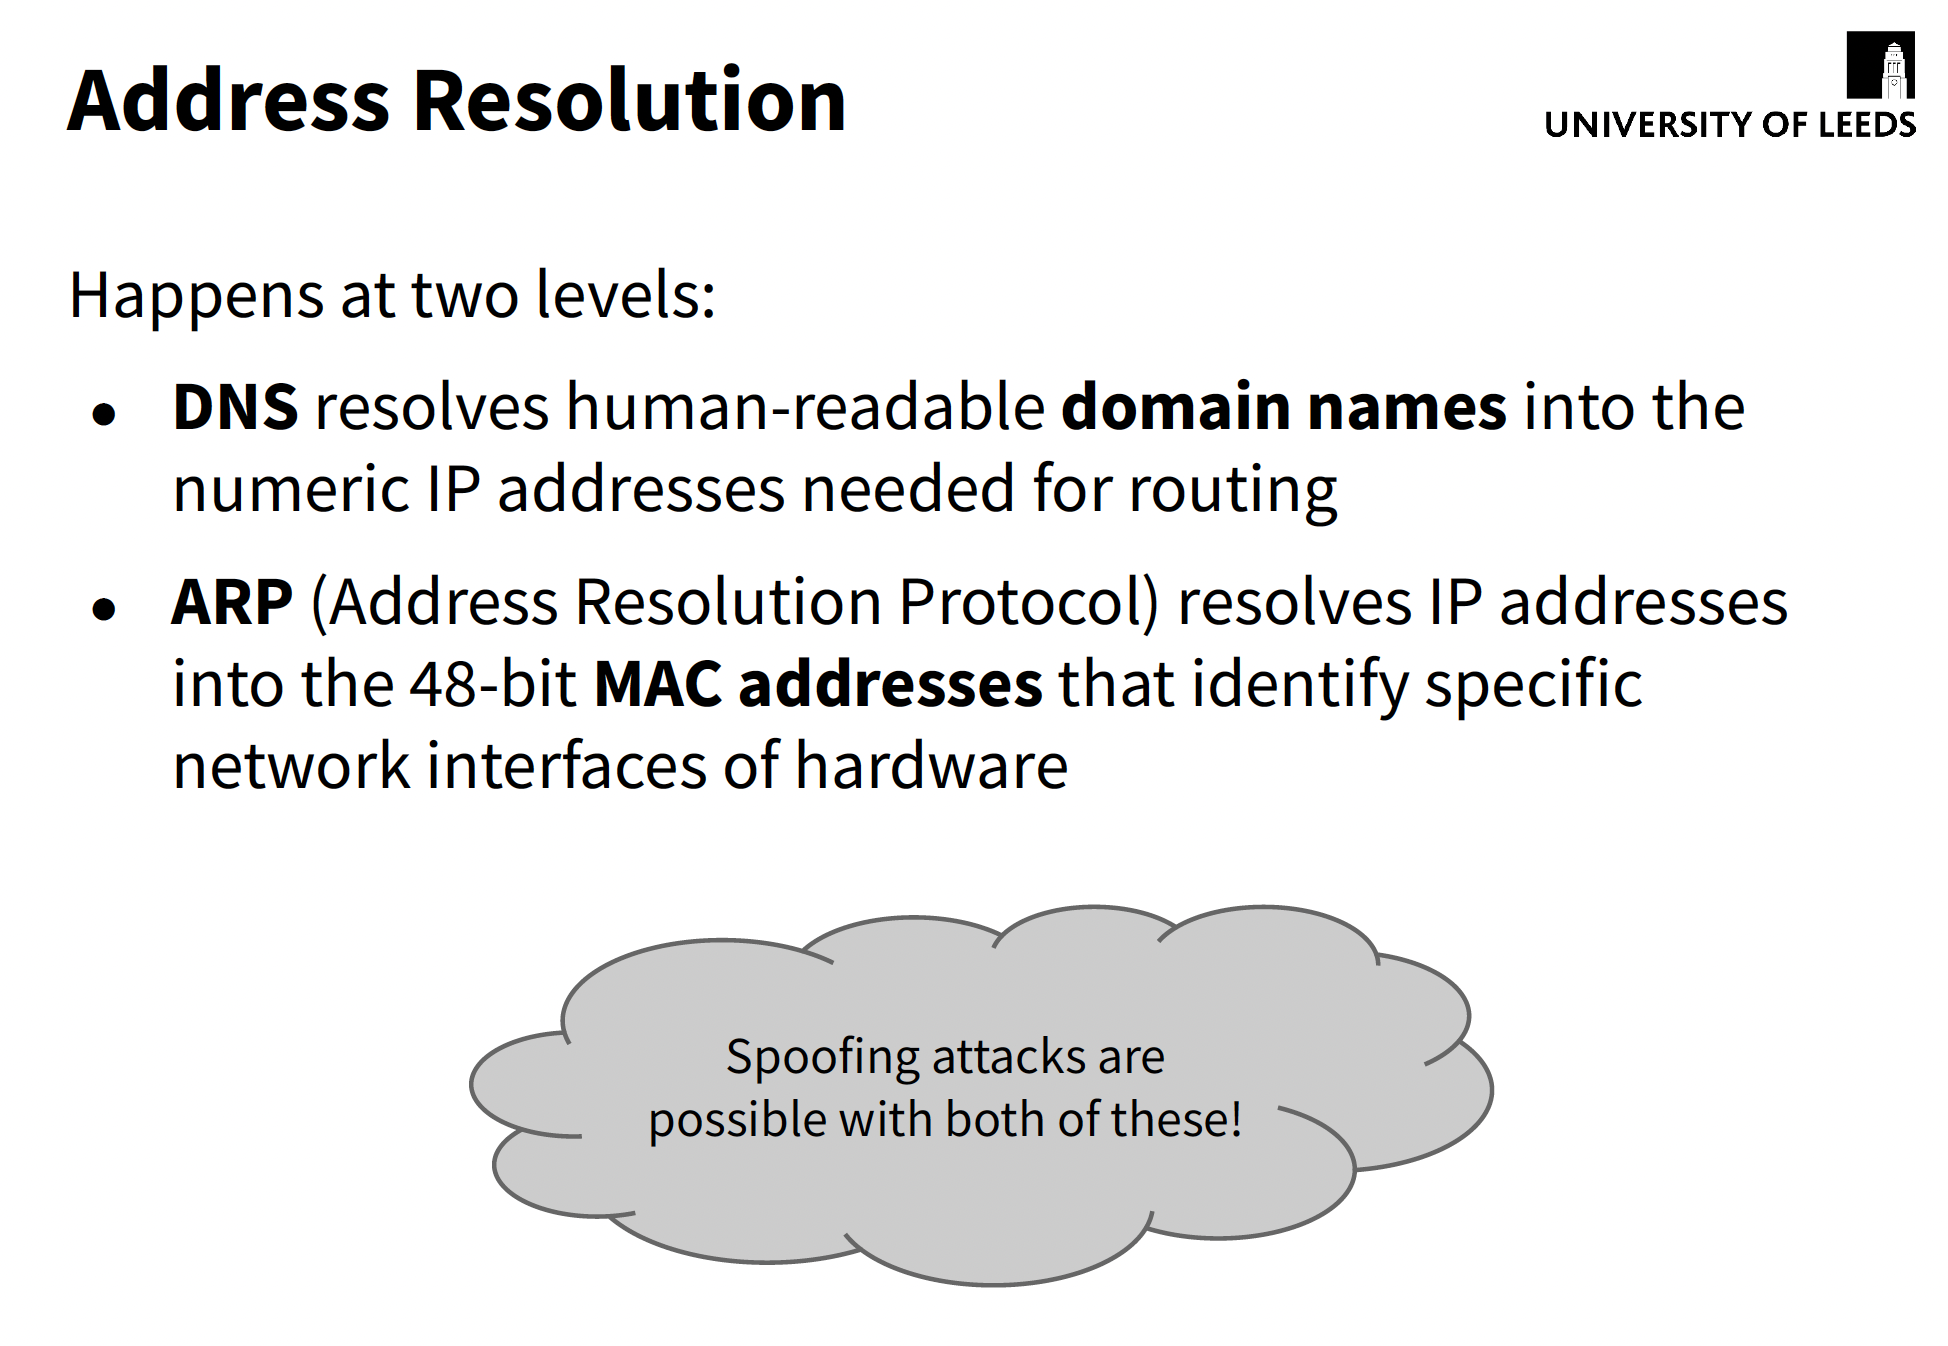 Address Resolution
UNIVERSITY OF LEEDS
Happens at two levels:
● DNS resolves human-readable domain names into the
numeric IP addresses needed for routing
● ARP (Address Resolution Protocol) resolves IP addresses
into the 48-bit MAC addresses that identify specific
network interfaces of hardware
Spoofing attacks are
possible with both of these!